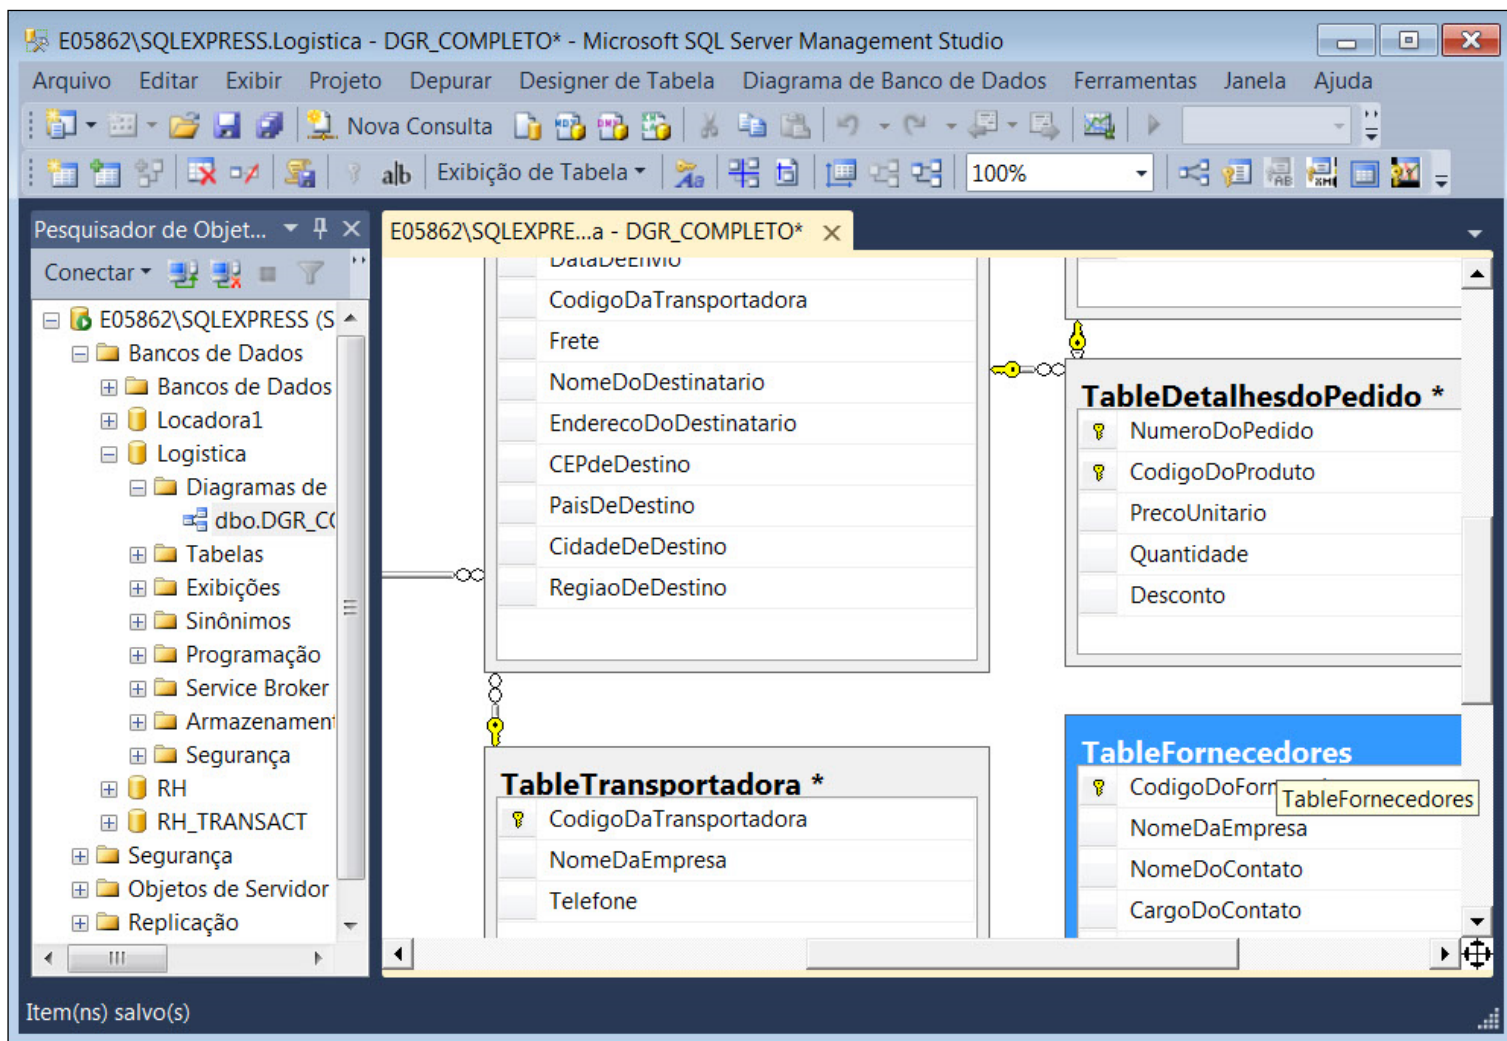 E05862\SQLEXPRESS.Logistica - DGR_COMPLETO* - Microsoft SQL Server Management Studio
Arquivo Editar Exibir Projeto Depurar Designer de Tabela Diagrama de Banco de Dados Ferramentas Janela Ajuda
Nova Consulta
Exibição de Tabela 100%
Pesquisador de Objet...
Conectar
E05862\SQLEXPRESS (S
Bancos de Dados
Bancos de Dados
Locadora1
Logistica
Diagramas de
dbo.DGR_C
Tabelas
Exibições
Sinônimos
Programação
Service Broker
Armazenament
Segurança
RH
RH_TRANSACT
Segurança
Objetos de Servidor
Replicação
E05862\SQLEXPRE...a - DGR_COMPLETO*
DataDeEnvio
CodigoDaTransportadora
Frete
NomeDoDestinatario
EnderecoDoDestinatario
CEPdeDestino
PaisDeDestino
CidadeDeDestino
RegiaoDeDestino
TableTransportadora *
CodigoDaTransportadora
NomeDaEmpresa
Telefone
TableDetalhesdoPedido *
NumeroDoPedido
CodigoDoProduto
PrecoUnitario
Quantidade
Desconto
TableFornecedores
CodigoDoForn
TableFornecedores
NomeDaEmpresa
NomeDoContato
CargoDoContato
Item(ns) salvo(s)